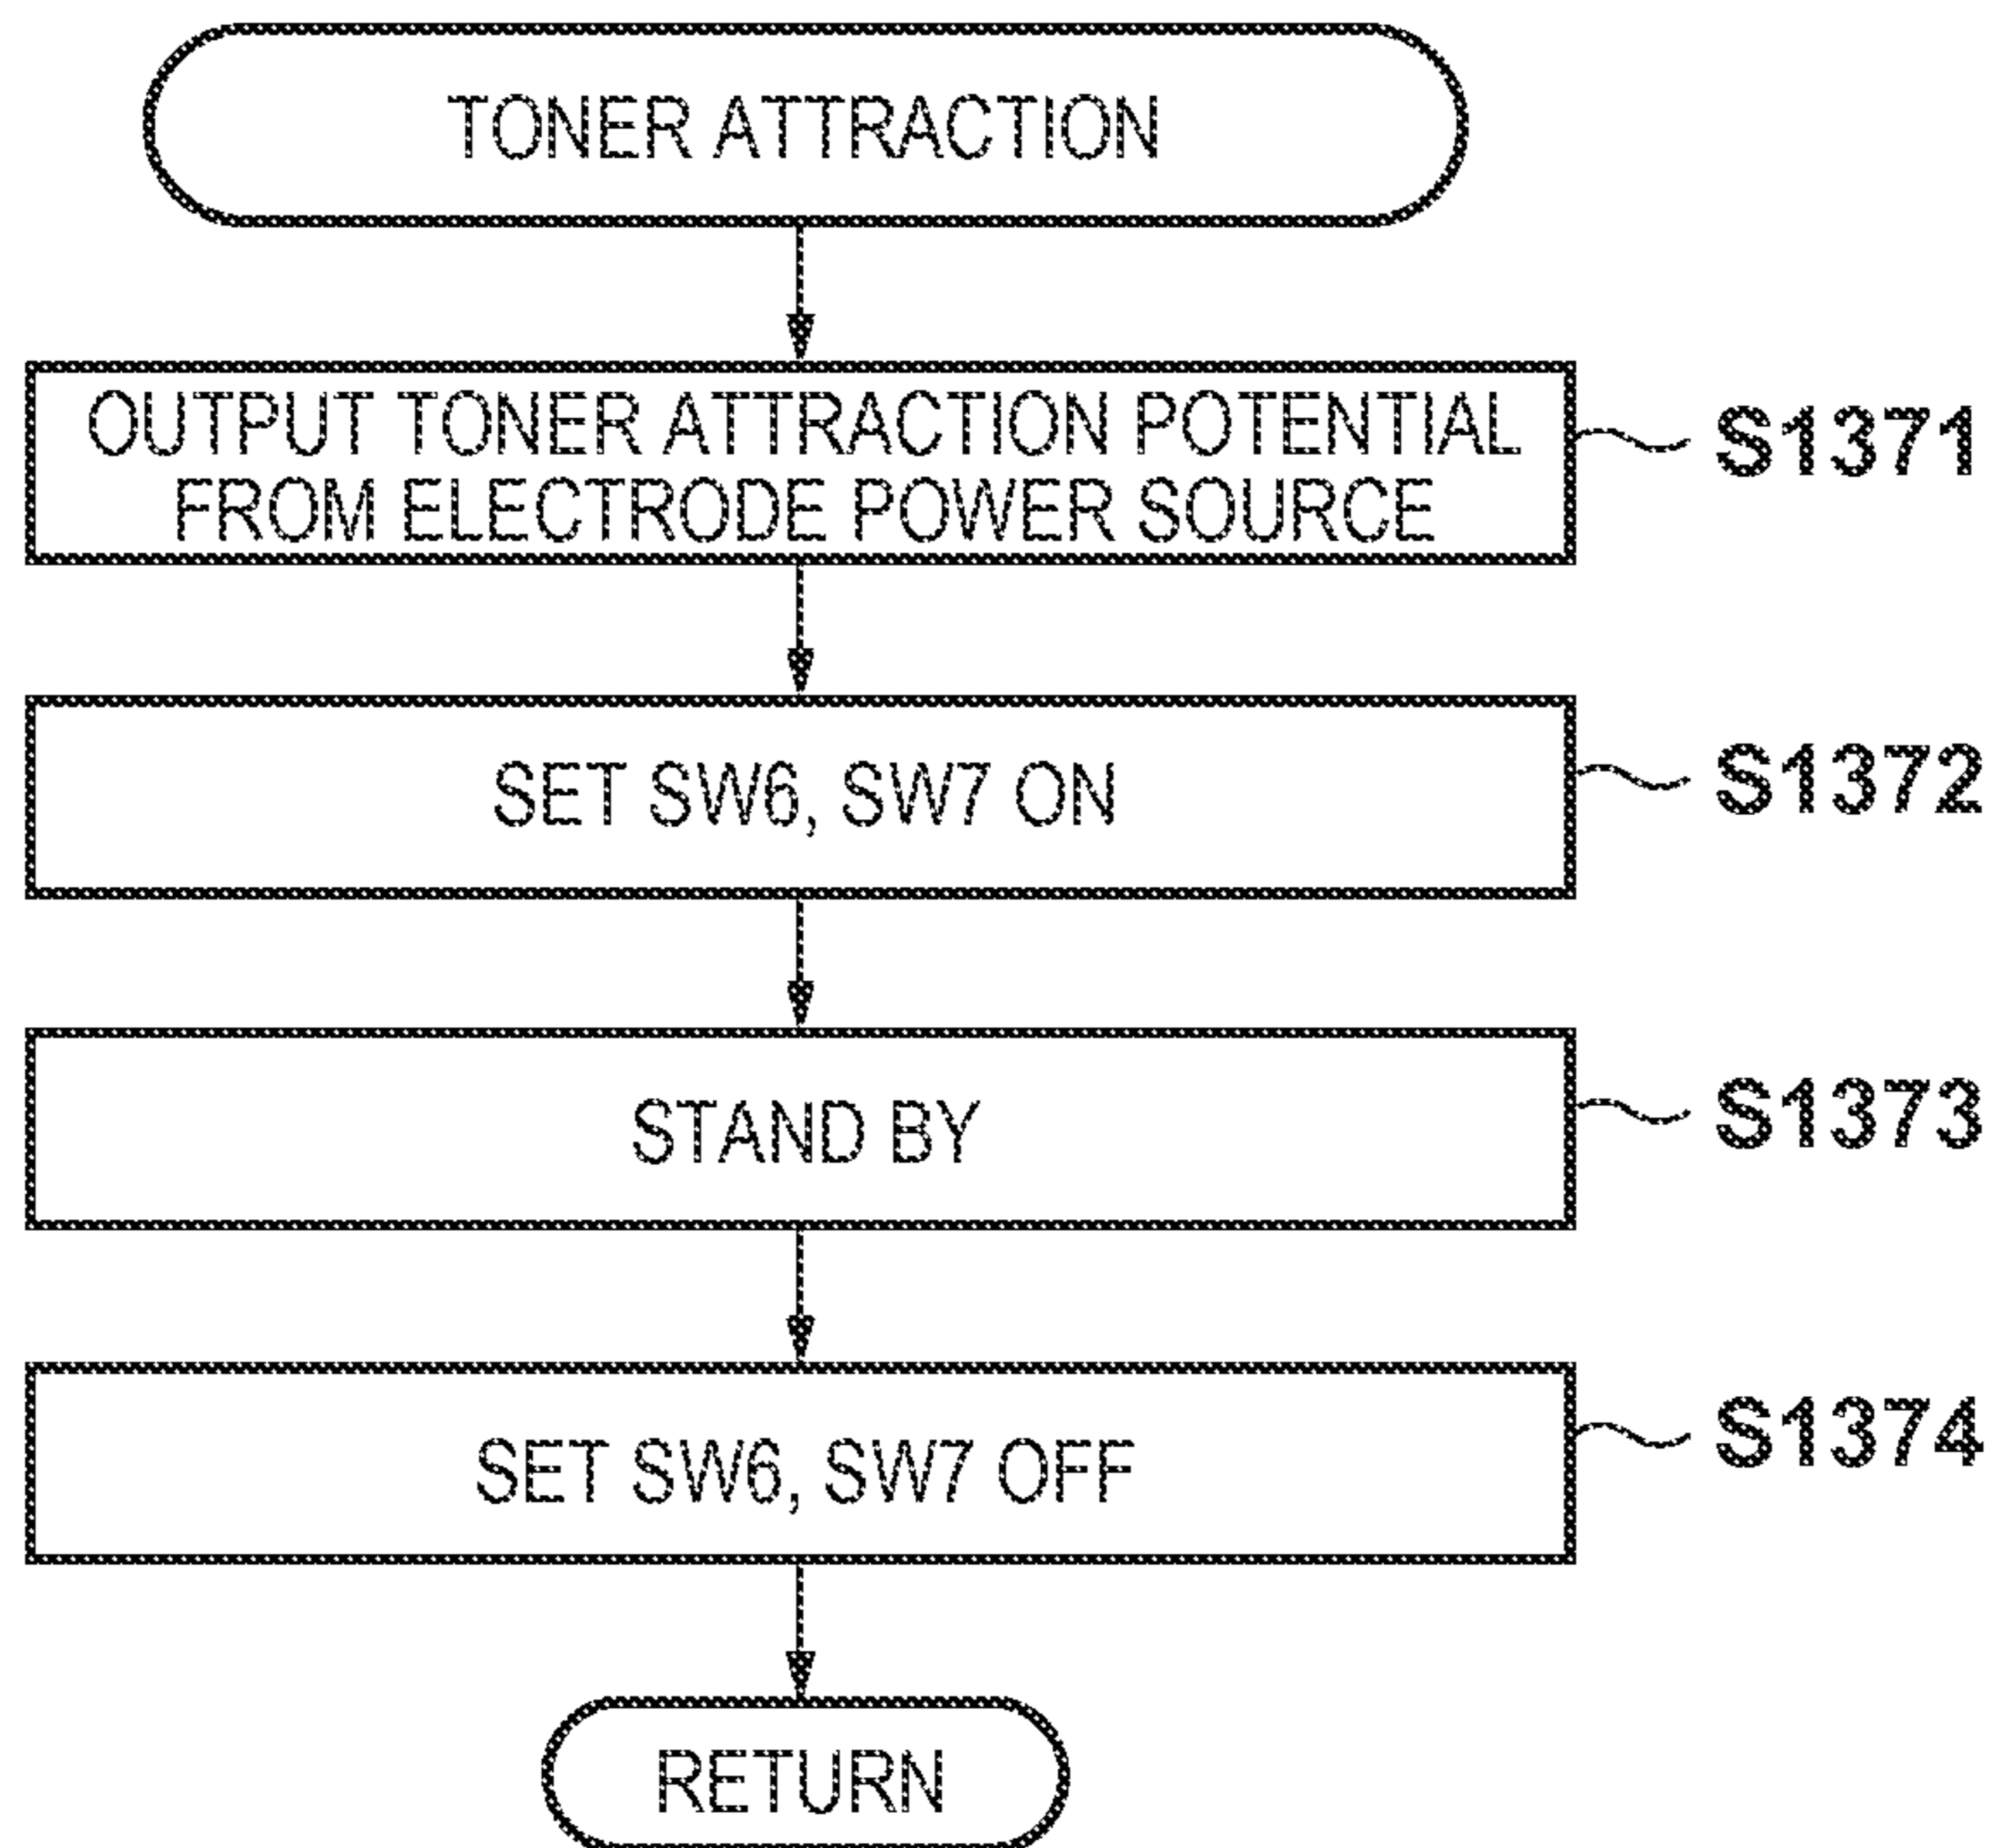 TONER ATTRACTION
OUTPUT TONER ATTRACTION POTENTIAL
FROM ELECTRODE POWER SOURCE
S1371
SET SW6, SW7 ON
S1372
STAND BY
S1373
SET SW6, SW7 OFF
S1374
RETURN